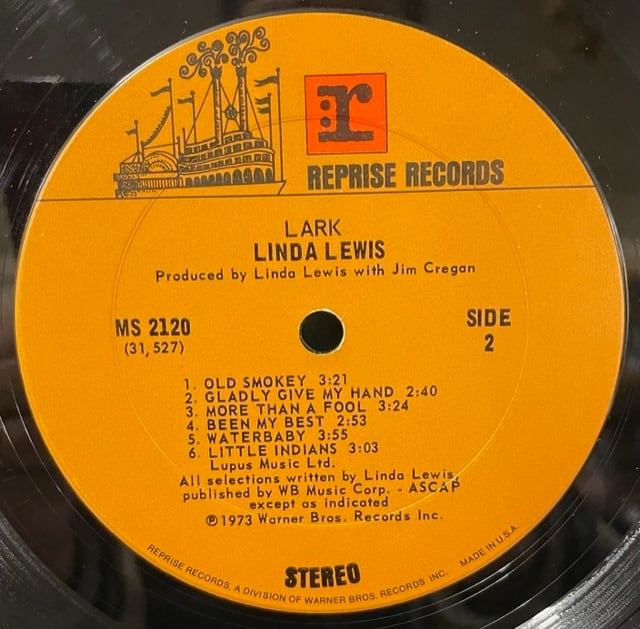 :r
REPRISE RECORDS
LARK
LINDA LEWIS
Produced by Linda Lewis with Jim Cregan
MS 2120
(31,527)
SIDE
2
1. OLD SMOKEY 3:21
2. GLADLY GIVE MY HAND 2:40
3. MORE THAN A FOOL 3:24
4. BEEN MY BEST 2:53
5. WATERBABY 3:55
6. LITTLE INDIANS 3:03
Lupus Music Ltd.
All selections written by Linda Lewis,
published by WB Music Corp. - ASCAP
except as indicated
℗1973 Warner Bros. Records Inc.
STEREO
REPRISE RECORDS, A DIVISION OF WARNER BROS. RECORDS INC. MADE IN U.S.A.